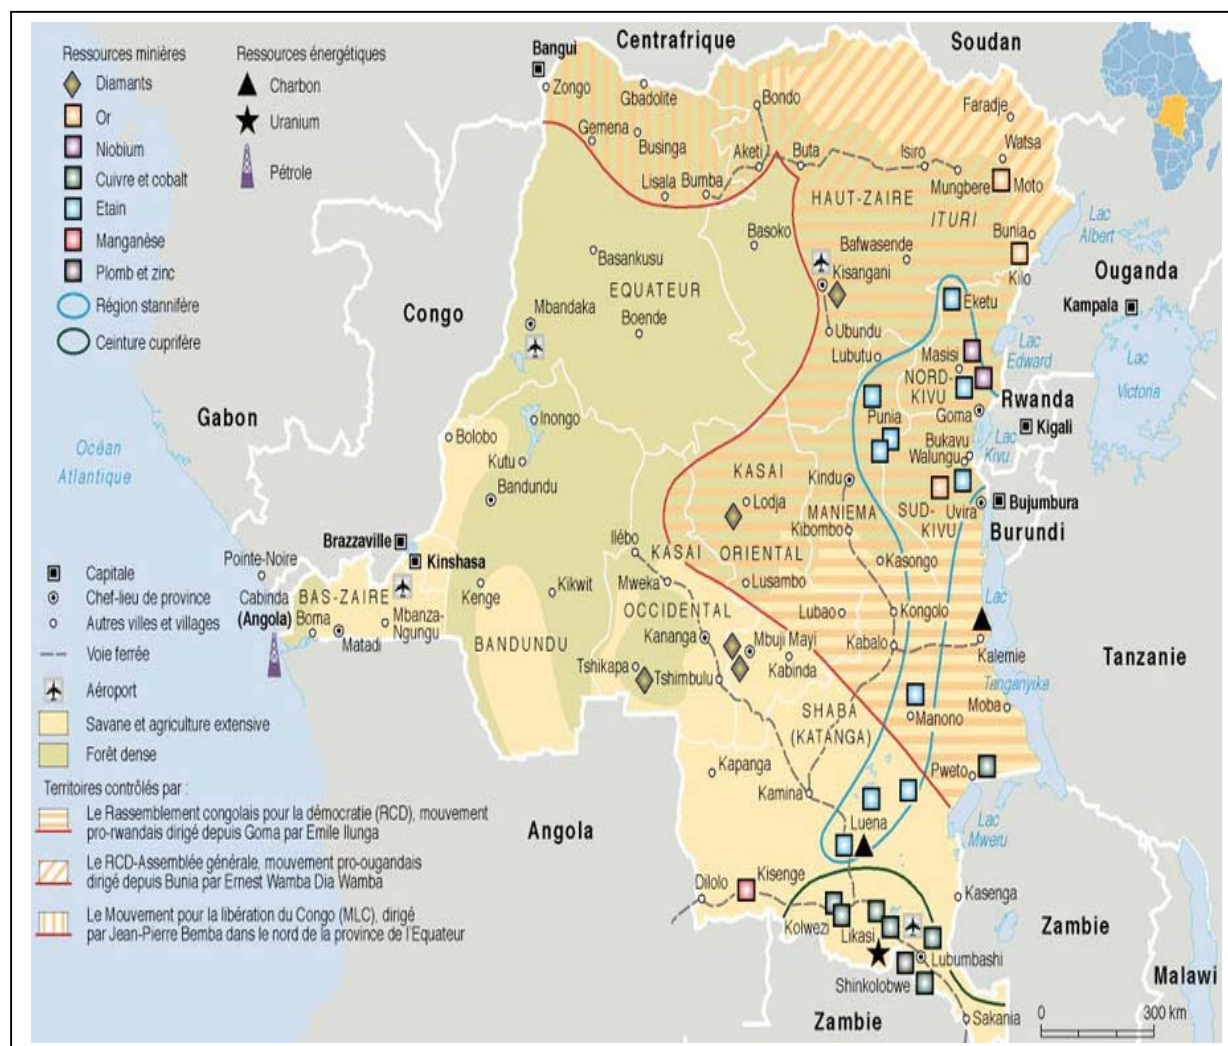 Ressources minières
Diamants
Or
Niobium
Cuivre et cobalt
Etain
Manganèse
Plomb et zinc
Région stannifère
Ceinture cuprifère
Ressources énergétiques
Charbon
Uranium
Pétrole
Centrafrique
Soudan
Bangui
Zongo
Gbadolite
Bondo
Faradje
Gemena
Businga
Aketi
Buta
Isiro
Watsa
Lisala
Bumba
Mungbere
Moto
HAUT-ZAIRE
ITURI
Basoko
Bafwasende
Bunia
Lac
Albert
Basankusu
Kisangani
Kilo
Ouganda
EQUATEUR
Congo
Mbandaka
Boende
Eketu
Kampala
Ubundu
Lubutu
Masisi
Lac
Edward
Lac
Victoria
NORD-
KIVU
Rwanda
Gabon
Inongo
Punia
Goma
Kigali
Bolobo
Bukavu
Lac
Kivu
Océan
Atlantique
Kutu
Walungu
KASAI
Kindu
Bandundu
Lodja
MANIEMA
SUD-
KIVU
Uvira
Bujumbura
Burundi
Brazzaville
Kinshasa
Ilébo
KASAI
ORIENTAL
Kibombo
Pointe-Noire
Kasongo
Cabinda
(Angola)
BAS-ZAIRE
Kenge
Kikwit
Mweka
Lusambo
Lac
Tanganyika
Boma
Matadi
Mbanza-
Ngungu
OCCIDENTAL
Lubao
Kongolo
BANDUNDU
Kananga
Mbuji Mayi
Kabalo
Kalemie
Tanzanie
Tshikapa
Tshimbulu
Kabinda
SHABA
(KATANGA)
Manono
Moba
Kapanga
Pweto
Kamina
Angola
Luena
Lac
Mweru
Dilolo
Kisenge
Kasenga
Kolwezi
Likasi
Zambie
Lubumbashi
Shinkolobwe
Malawi
Zambie
Sakania
0
300 km
Capitale
Chef-lieu de province
Autres villes et villages
Voie ferrée
Aéroport
Savane et agriculture extensive
Forêt dense
Territoires contrôlés par :
Le Rassemblement congolais pour la démocratie (RCD), mouvement
pro-rwandais dirigé depuis Goma par Emile Ilunga
Le RCD-Assemblée générale, mouvement pro-ougandais
dirigé depuis Bunia par Ernest Wamba Dia Wamba
Le Mouvement pour la libération du Congo (MLC), dirigé
par Jean-Pierre Bemba dans le nord de la province de l'Equateur